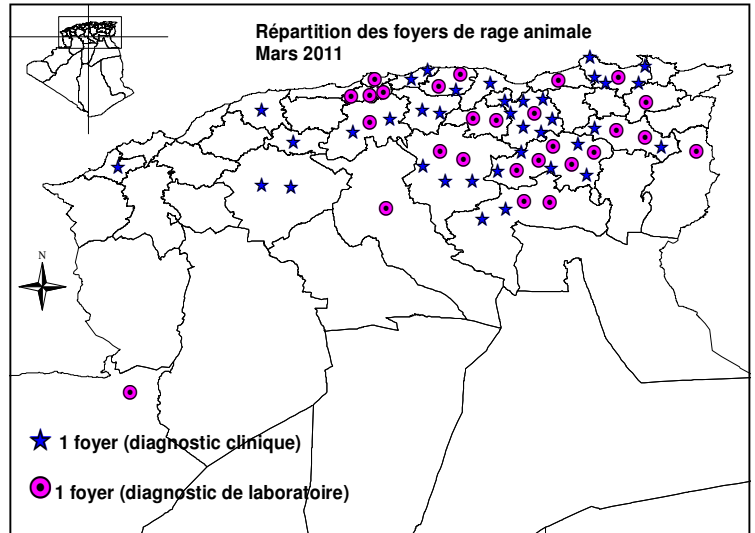 Répartition des foyers de rage animale
Mars 2011
N
1 foyer (diagnostic clinique)
1 foyer (diagnostic de laboratoire)